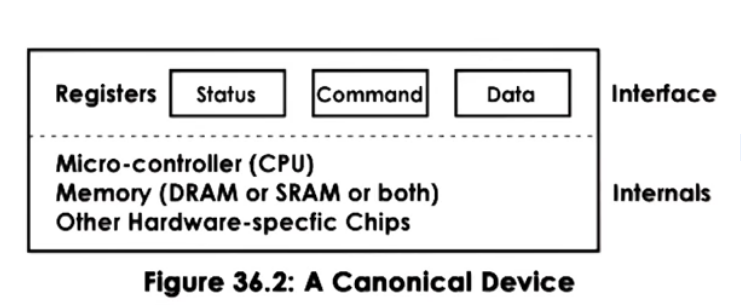 Registers Status Command Data Interface
Micro-controller (CPU)
Memory (DRAM or SRAM or both) Internals
Other Hardware-specfic Chips
Figure 36.2: A Canonical Device